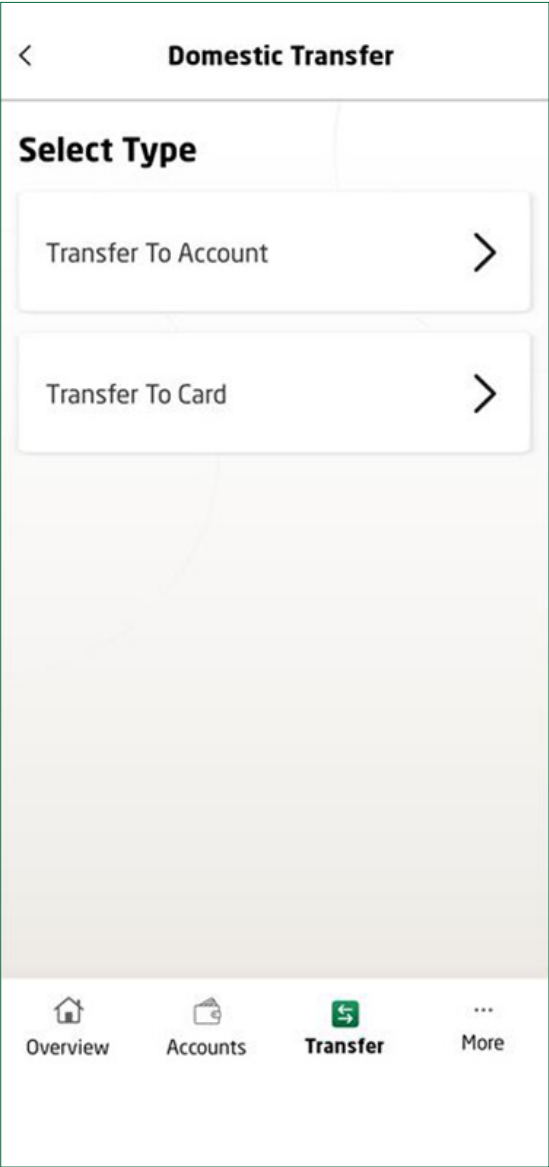 Domestic Transfer
Select Type
Transfer To Account
Transfer To Card
Overview
Accounts
Transfer
More